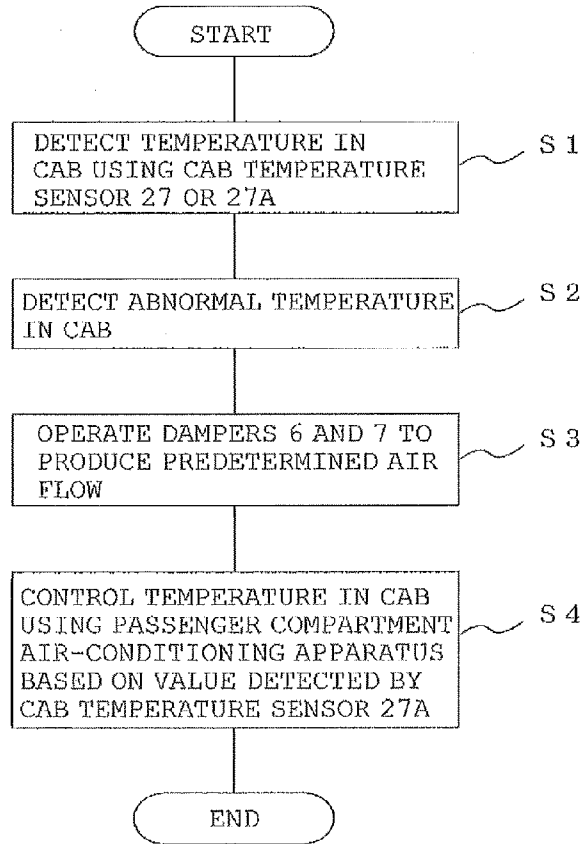 START
DETECT TEMPERATURE IN
CAB USING CAB TEMPERATURE
SENSOR 27 OR 27A
S 1
DETECT ABNORMAL TEMPERATURE
IN CAB
S 2
OPERATE DAMPERS 6 AND 7 TO
PRODUCE PREDETERMINED AIR
FLOW
S 3
CONTROL TEMPERATURE IN CAB
USING PASSENGER COMPARTMENT
AIR-CONDITIONING APPARATUS
BASED ON VALUE DETECTED BY
CAB TEMPERATURE SENSOR 27A
S 4
END